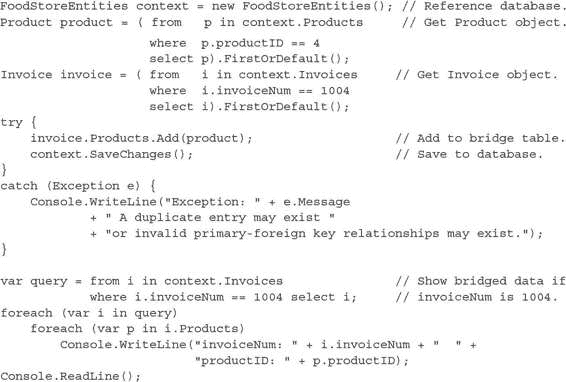 FoodStoreEntities context = new FoodStoreEntities(); // Reference database.
Product product = ( from   p in context.Products     // Get Product object.
                    where  p.productID == 4
                    select p).FirstOrDefault();
Invoice invoice = ( from   i in context.Invoices     // Get Invoice object.
                    where  i.invoiceNum == 1004
                    select i).FirstOrDefault();
try {
    invoice.Products.Add(product);                   // Add to bridge table.
    context.SaveChanges();                           // Save to database.
}
catch (Exception e) {
    Console.WriteLine("Exception: " + e.Message
            + " A duplicate entry may exist "
            + "or invalid primary-foreign key relationships may exist.");
}
var query = from i in context.Invoices               // Show bridged data if
            where i.invoiceNum == 1004 select i;     // invoiceNum is 1004.
foreach (var i in query)
    foreach (var p in i.Products)
        Console.WriteLine("invoiceNum: " + i.invoiceNum + "  " +
                          "productID: " + p.productID);
Console.ReadLine();